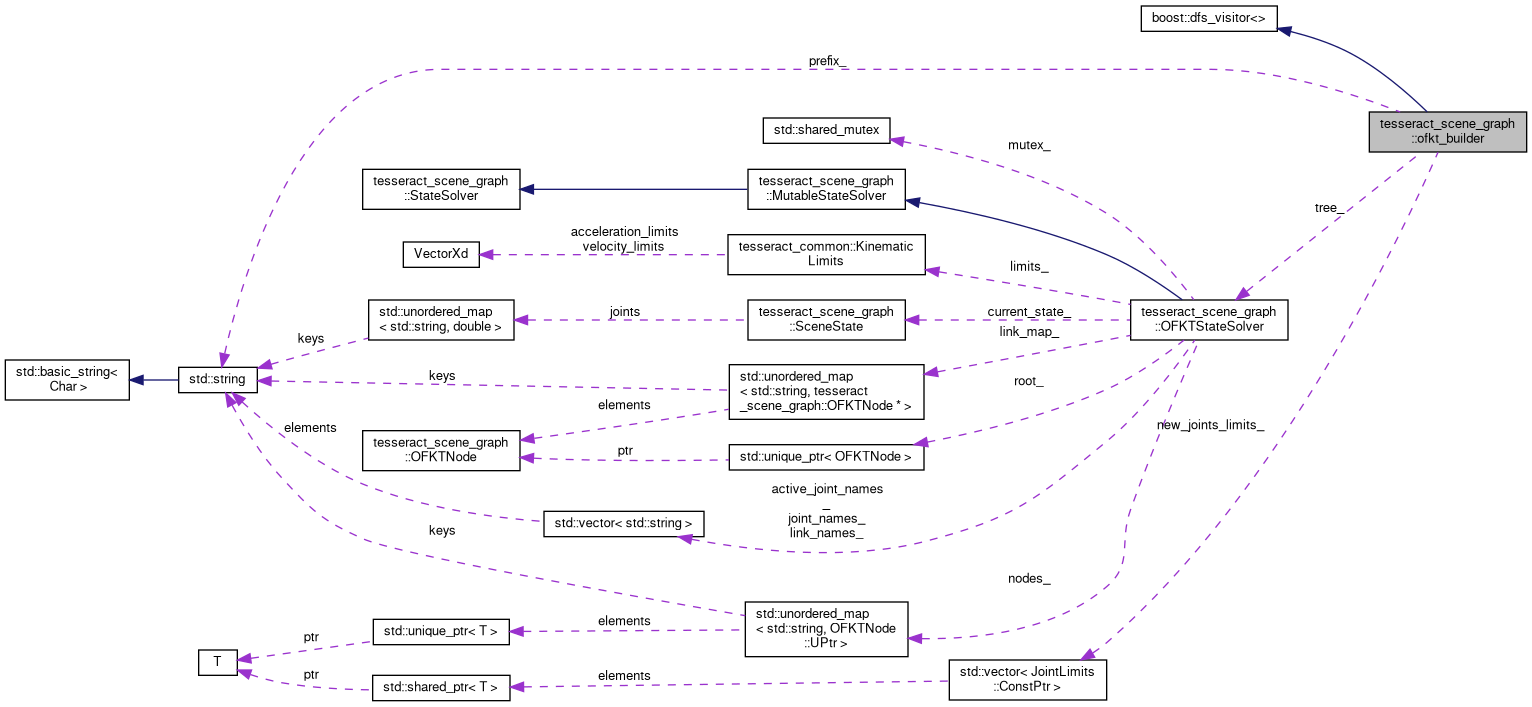 boost::dfs_visitor<>
prefix_
tesseract_scene_graph
::ofkt_builder
std::shared_mutex
mutex_
tesseract_scene_graph
::StateSolver
tesseract_scene_graph
::MutableStateSolver
tree_
acceleration_limits
velocity_limits
VectorXd
tesseract_common::Kinematic
Limits
limits_
std::unordered_map
< std::string, double >
joints
tesseract_scene_graph
::SceneState
current_state_
tesseract_scene_graph
::OFKTStateSolver
link_map_
keys
std::basic_string<
Char >
std::string
keys
std::unordered_map
< std::string, tesseract
_scene_graph::OFKTNode * >
root_
elements
elements
tesseract_scene_graph
::OFKTNode
ptr
std::unique_ptr< OFKTNode >
new_joints_limits_
active_joint_names
_
joint_names_
link_names_
std::vector< std::string >
keys
nodes_
std::unordered_map
< std::string, OFKTNode
::UPtr >
elements
std::unique_ptr< T >
ptr
T
ptr
std::shared_ptr< T >
elements
std::vector< JointLimits
::ConstPtr >